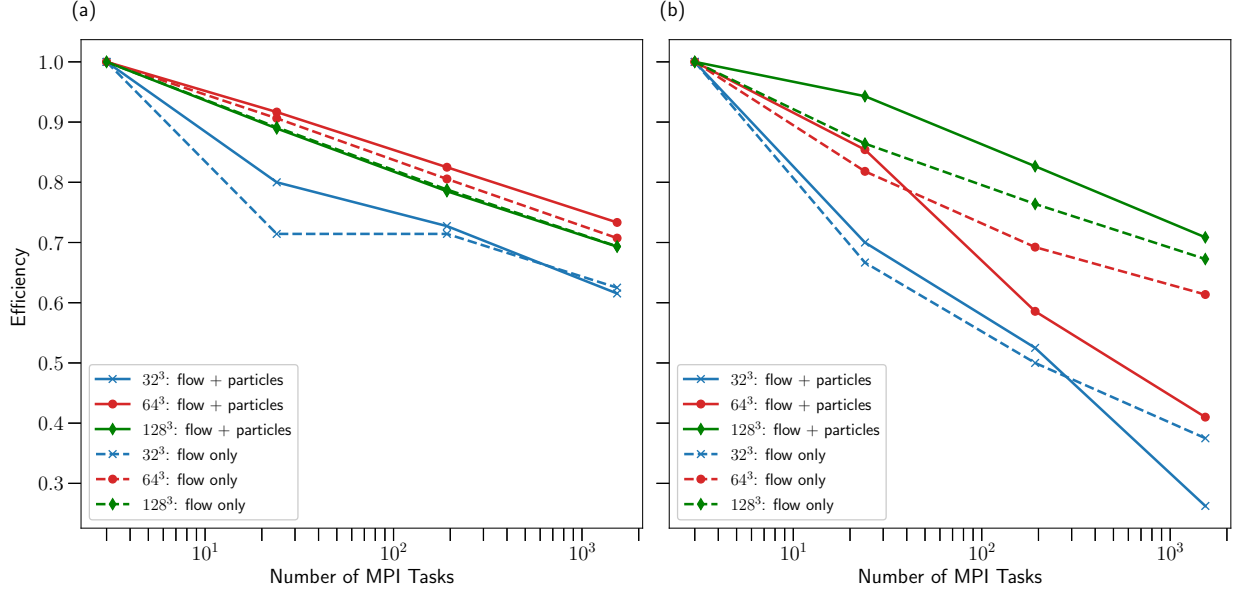 (a)
1.0
0.9
0.8
0.7
0.6
0.5
0.4
0.3
Efficiency
32³: flow + particles
64³: flow + particles
128³: flow + particles
32³: flow only
64³: flow only
128³: flow only
10¹
10²
10³
Number of MPI Tasks
(b)
32³: flow + particles
64³: flow + particles
128³: flow + particles
32³: flow only
64³: flow only
128³: flow only
10¹
10²
10³
Number of MPI Tasks